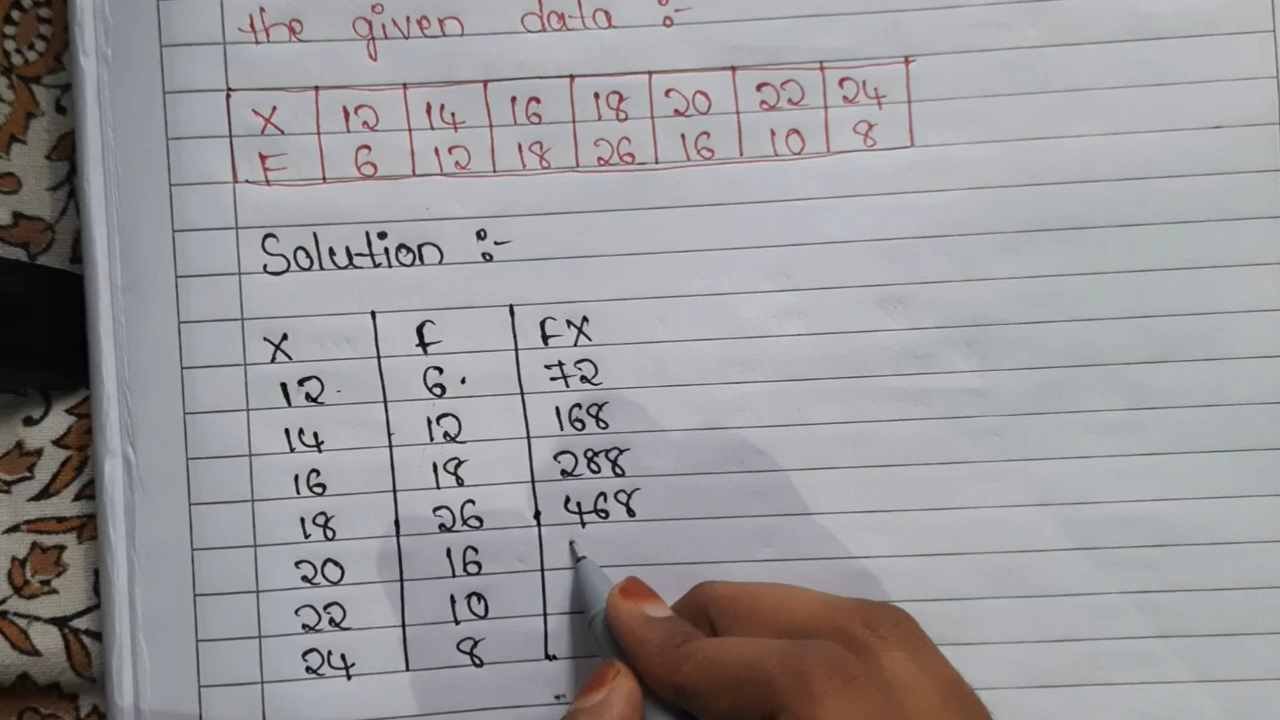 the given data :-
X 12 14 16 18 20 22 24
F 6 12 18 26 16 10 8
Solution :-
X F FX
12. 6. 72
14 12 168
16 18 288
18 26 468
20 16
22 10
24 8